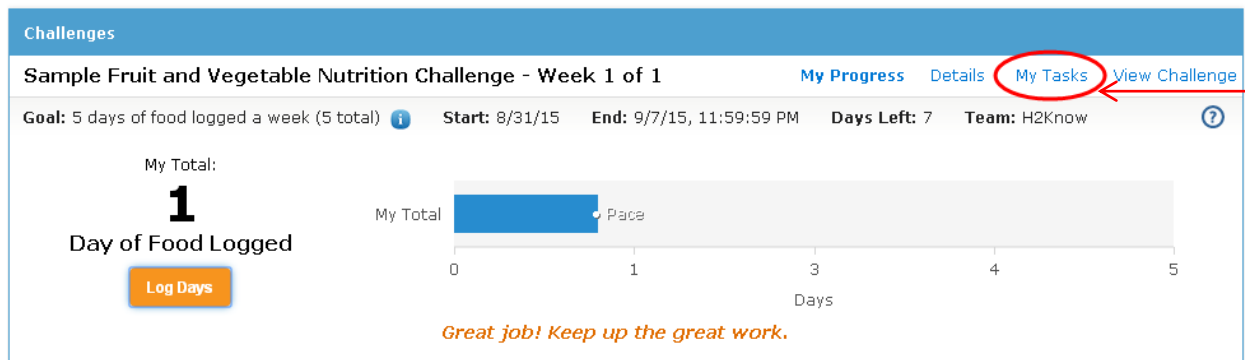 Challenges
Sample Fruit and Vegetable Nutrition Challenge - Week 1 of 1 My Progress Details My Tasks View Challenge
Goal: 5 days of food logged a week (5 total) i Start: 8/31/15 End: 9/7/15, 11:59:59 PM Days Left: 7 Team: H2Know ?
My Total:
1
Day of Food Logged
Log Days
My Total
Pace
0 1 3 4 5
Days
Great job! Keep up the great work.